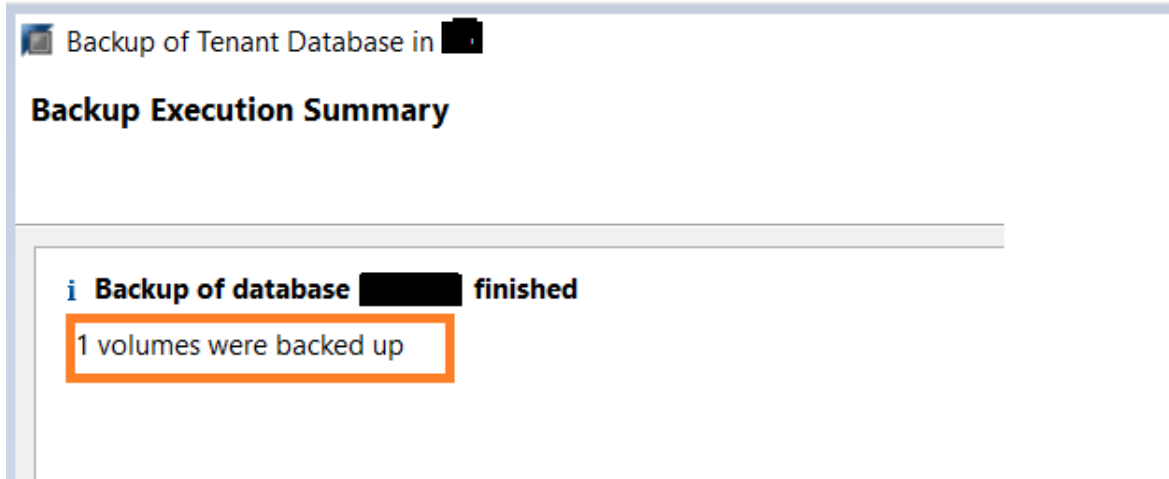 Backup of Tenant Database in
Backup Execution Summary
i Backup of database finished
1 volumes were backed up